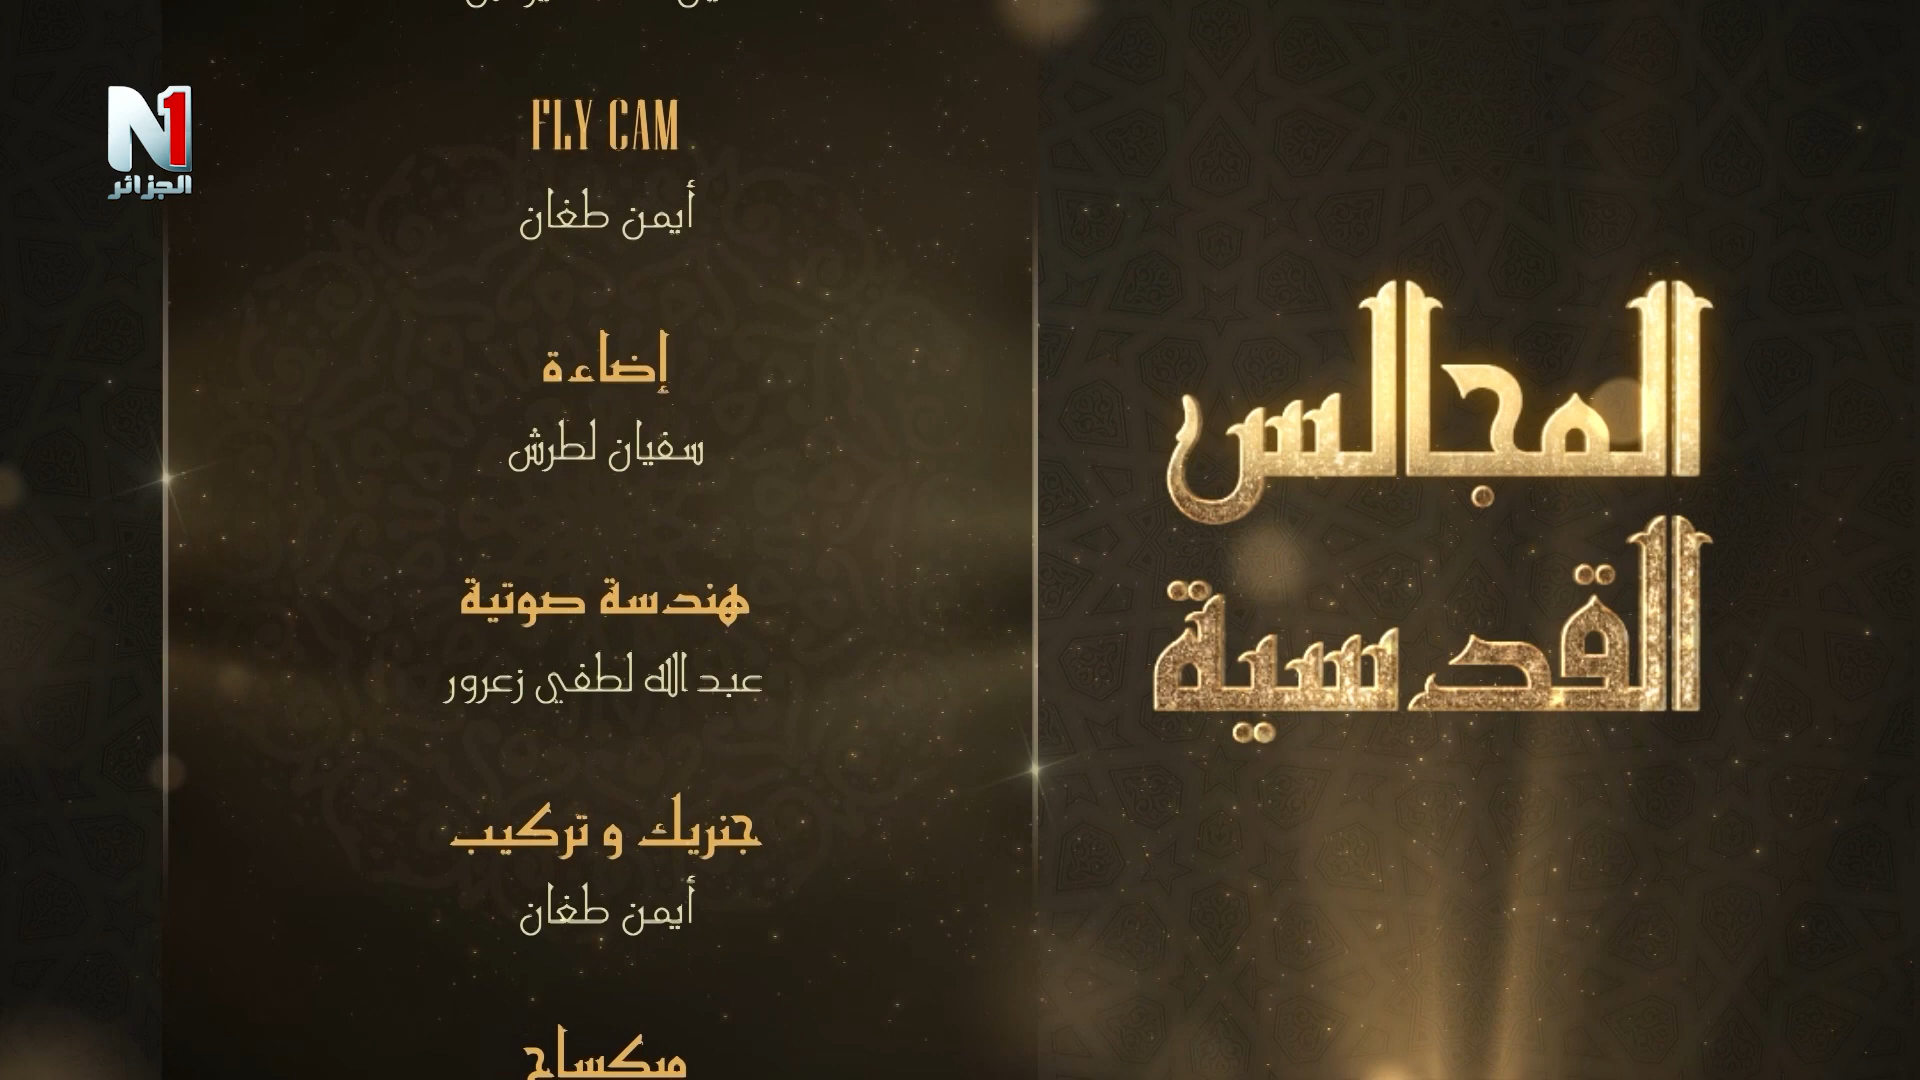 N1
الجزائر
FLY CAM
أيمن طغان
إضاءة
سفيان لطرش
هندسة صوتية
عبد الله لطفي زعرور
جنريك و تركيب
أيمن طغان
ميكساج
المجالس
القدسية